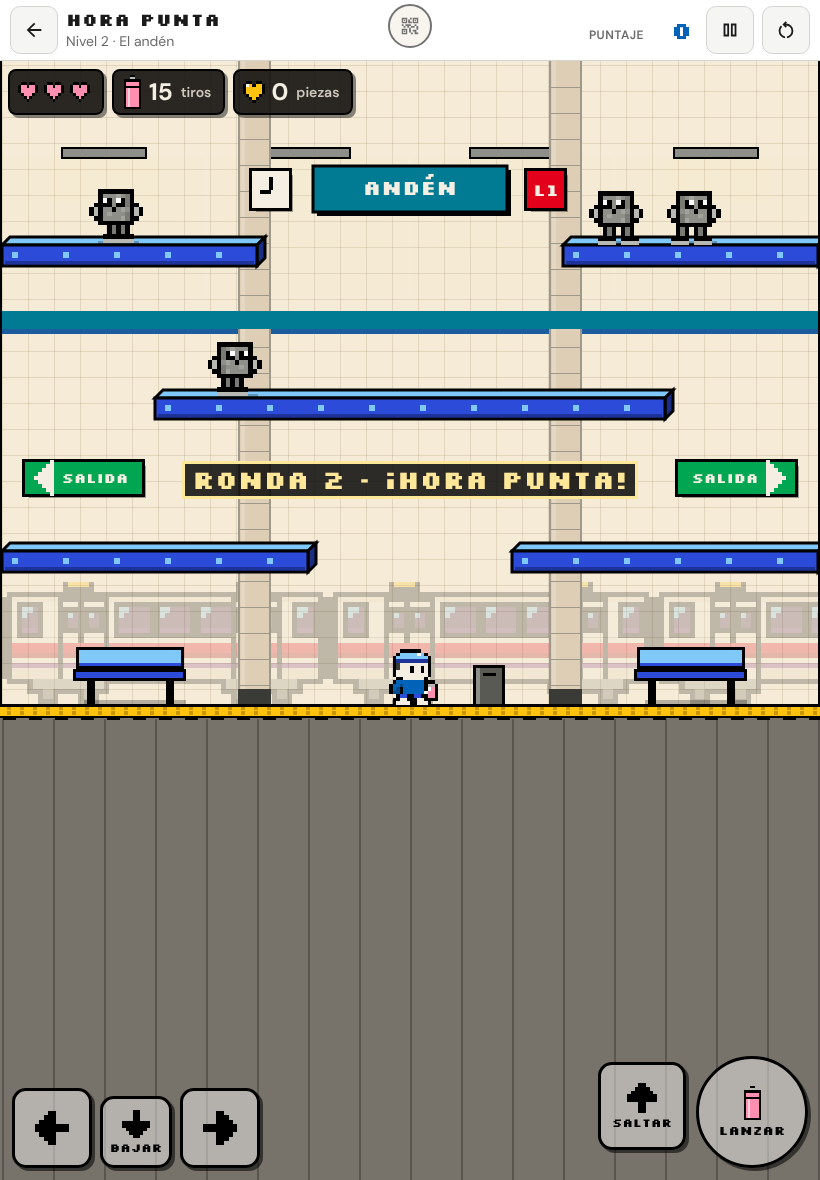 HORA PUNTA
Nivel 2 · El andén
PUNTAJE 0
15 tiros
0 piezas
ANDÉN
L1
SALIDA
RONDA 2 - ¡HORA PUNTA!
SALIDA
BAJAR
SALTAR
LANZAR